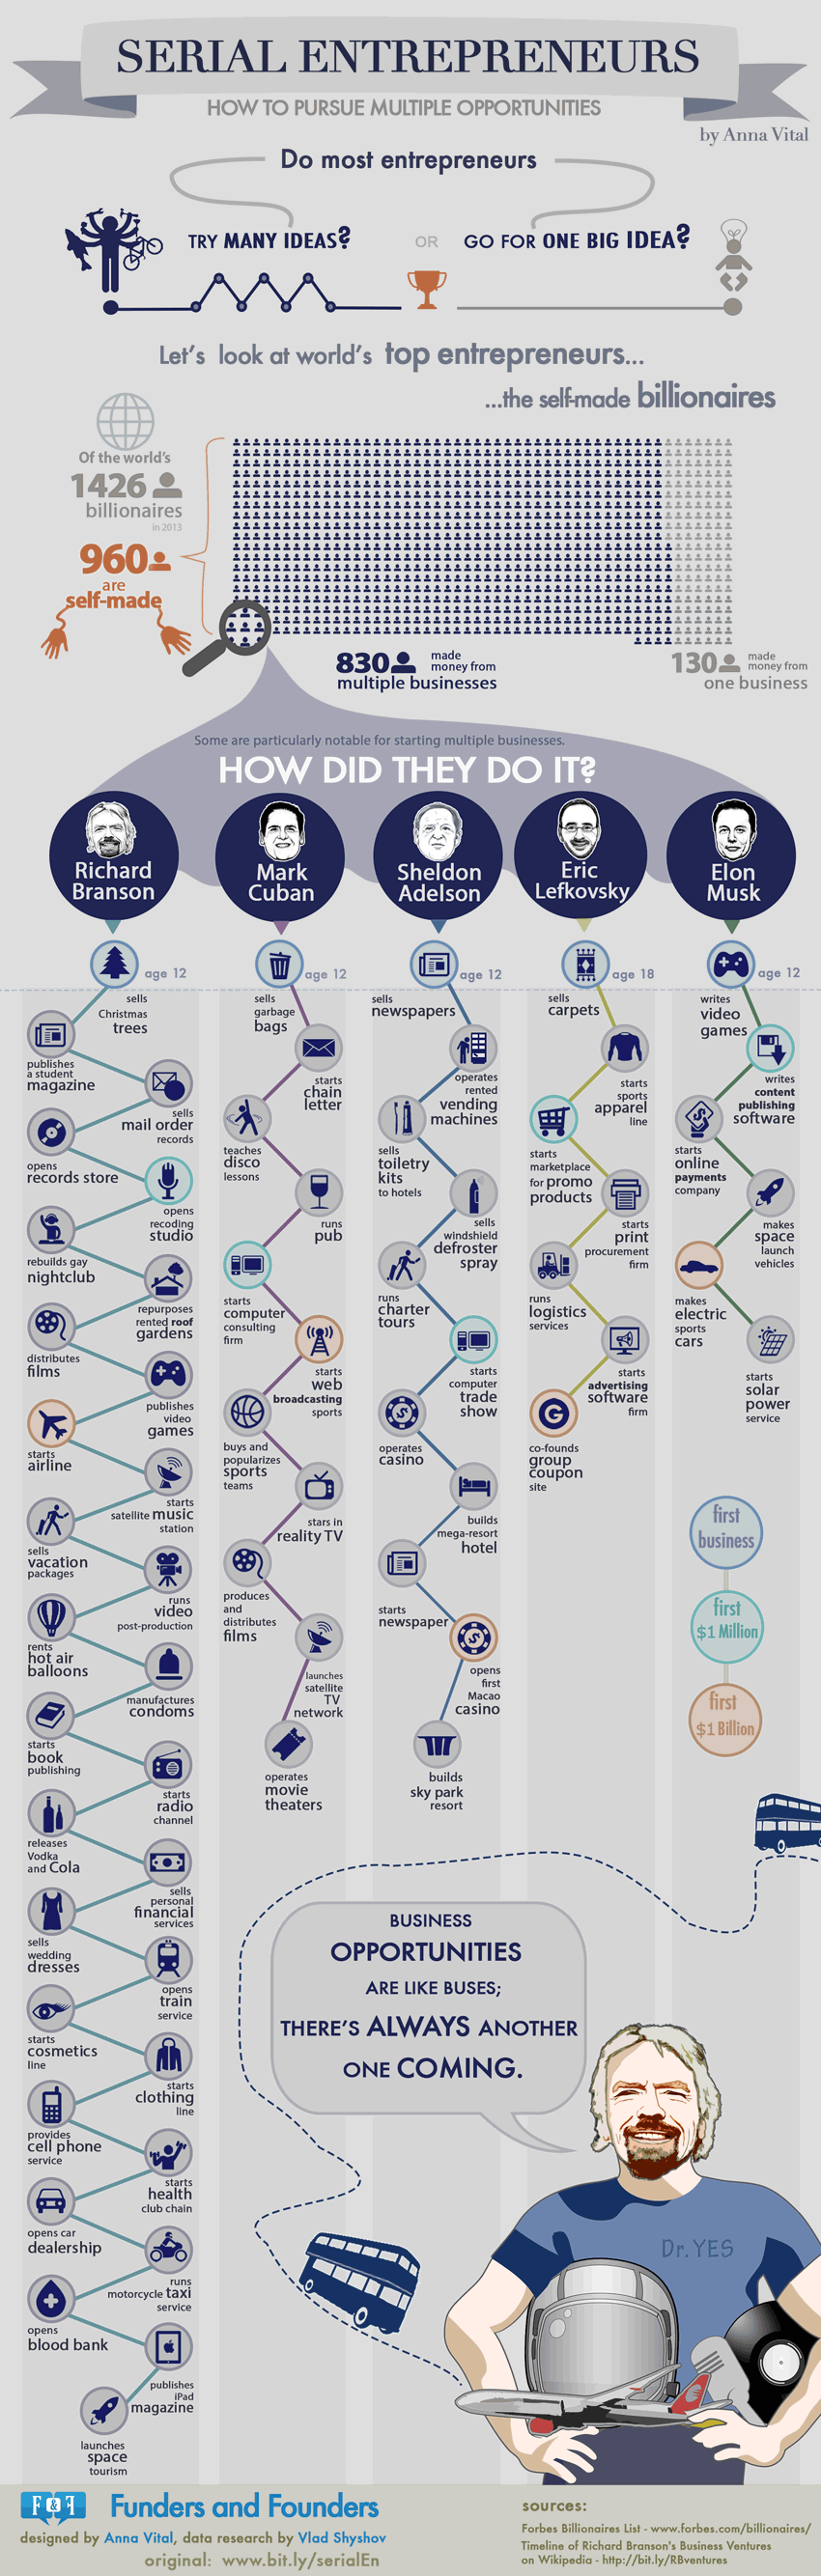 SERIAL ENTREPRENEURS
HOW TO PURSUE MULTIPLE OPPORTUNITIES
by Anna Vital
Do most entrepreneurs
TRY MANY IDEAS?
OR
GO FOR ONE BIG IDEA?
Let's look at world's top entrepreneurs...
...the self-made billionaires
Of the world's
1426
billionaires
in 2013
960
are
self-made
830
made
money from
multiple businesses
130
made
money from
one business
Some are particularly notable for starting multiple businesses.
HOW DID THEY DO IT?
Richard
Branson
Mark
Cuban
Sheldon
Adelson
Eric
Lefkovsky
Elon
Musk
age 12
sells
Christmas
trees
publishes
a student
magazine
sells
mail order
records
opens
records store
opens
recoding
studio
rebuilds gay
nightclub
repurposes
rented roof
gardens
distributes
films
publishes
video
games
starts
airline
starts
satellite music
station
sells
vacation
packages
runs
video
post-production
rents
hot air
balloons
manufactures
condoms
starts
book
publishing
starts
radio
channel
releases
Vodka
and Cola
sells
personal
financial
services
sells
wedding
dresses
opens
train
service
starts
cosmetics
line
starts
clothing
line
provides
cell phone
service
starts
health
club chain
opens car
dealership
runs
motorcycle taxi
service
opens
blood bank
publishes
iPad
magazine
launches
space
tourism
age 12
sells
garbage
bags
starts
chain
letter
teaches
disco
lessons
runs
pub
starts
computer
consulting
firm
starts
web
broadcasting
sports
buys and
popularizes
sports
teams
stars in
reality TV
produces
and
distributes
films
launches
satellite
TV
network
operates
movie
theaters
age 12
sells
newspapers
operates
rented
vending
machines
sells
toiletry
kits
to hotels
sells
windshield
defroster
spray
runs
charter
tours
starts
computer
trade
show
operates
casino
builds
mega-resort
hotel
starts
newspaper
opens
first
Macao
casino
builds
sky park
resort
age 18
sells
carpets
starts
sports
apparel
line
starts
marketplace
for promo
products
starts
print
procurement
firm
runs
logistics
services
starts
advertising
software
firm
G
co-founds
group
coupon
site
age 12
writes
video
games
writes
content
publishing
software
starts
online
payments
company
makes
space
launch
vehicles
makes
electric
sports
cars
starts
solar
power
service
first
business
first
$1 Million
first
$1 Billion
BUSINESS
OPPORTUNITIES
ARE LIKE BUSES;
THERE'S ALWAYS ANOTHER
ONE COMING.
Dr. YES
F&F
Funders and Founders
designed by Anna Vital, data research by Vlad Shyshov
original: www.bit.ly/serialEn
sources:
Forbes Billionaires List - www.forbes.com/billionaires/
Timeline of Richard Branson's Business Ventures
on Wikipedia - http://bit.ly/RBventures